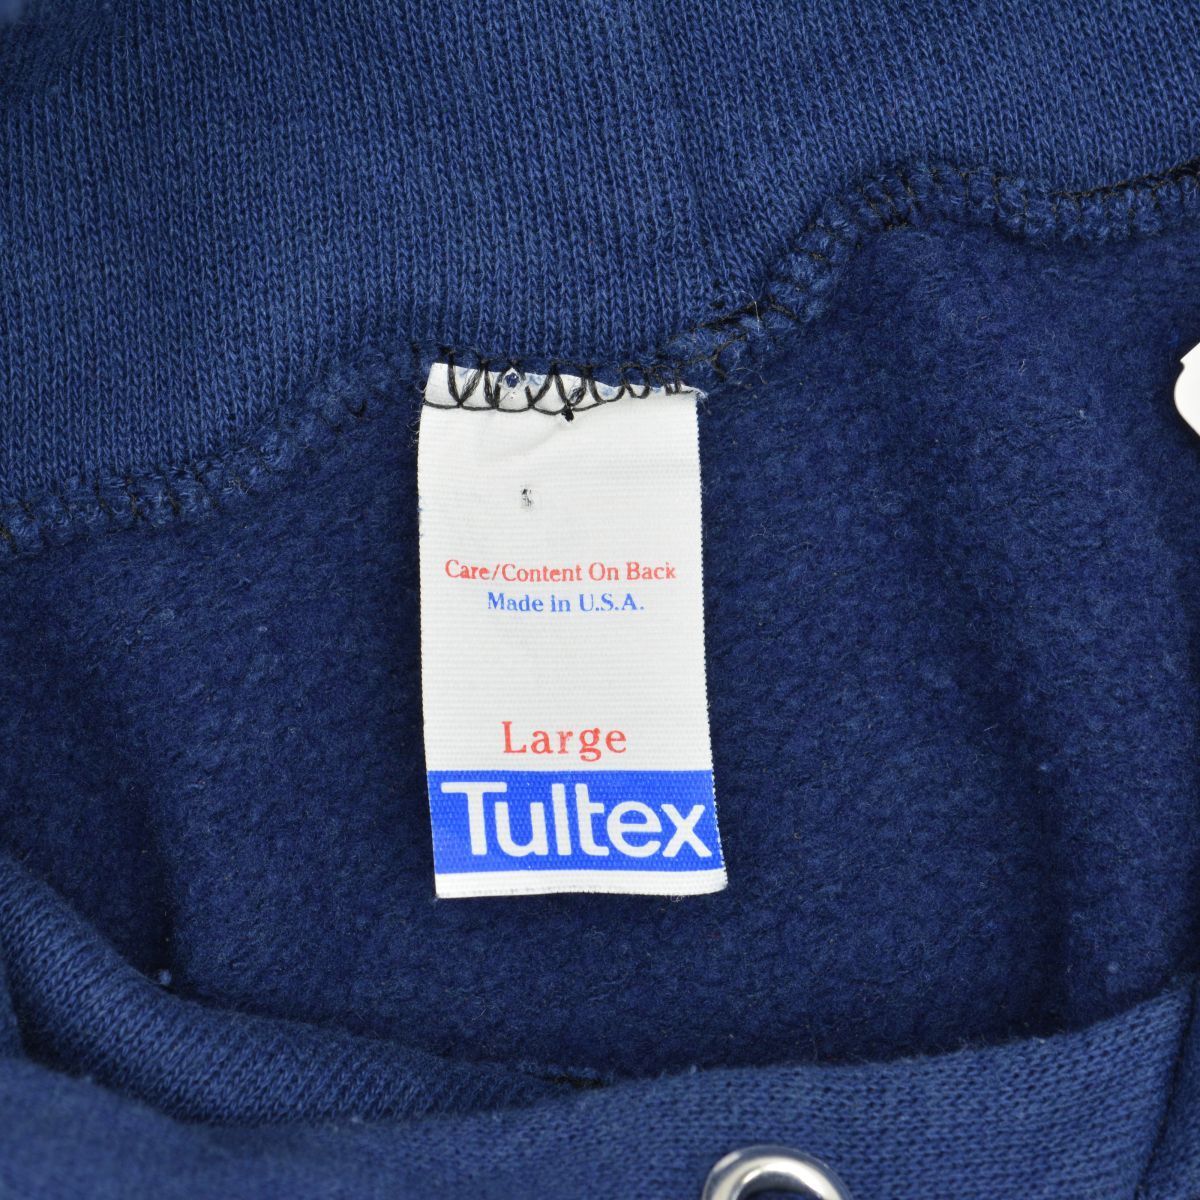 Care/Content On Back
Made in U.S.A.
Large
Tultex